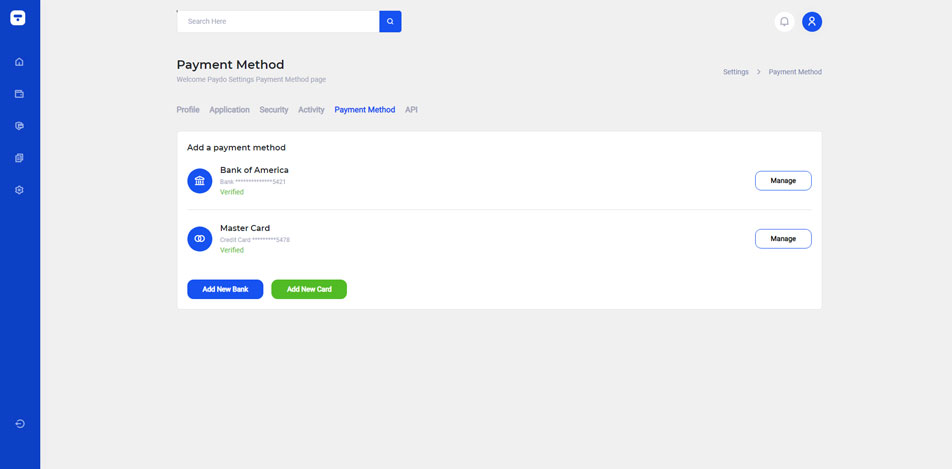 Search Here
Payment Method
Welcome Paydo Settings Payment Method page
Settings > Payment Method
Profile Application Security Activity Payment Method API
Add a payment method
Bank of America
Bank **************5421
Verified
Manage
Master Card
Credit Card *********5478
Verified
Manage
Add New Bank Add New Card